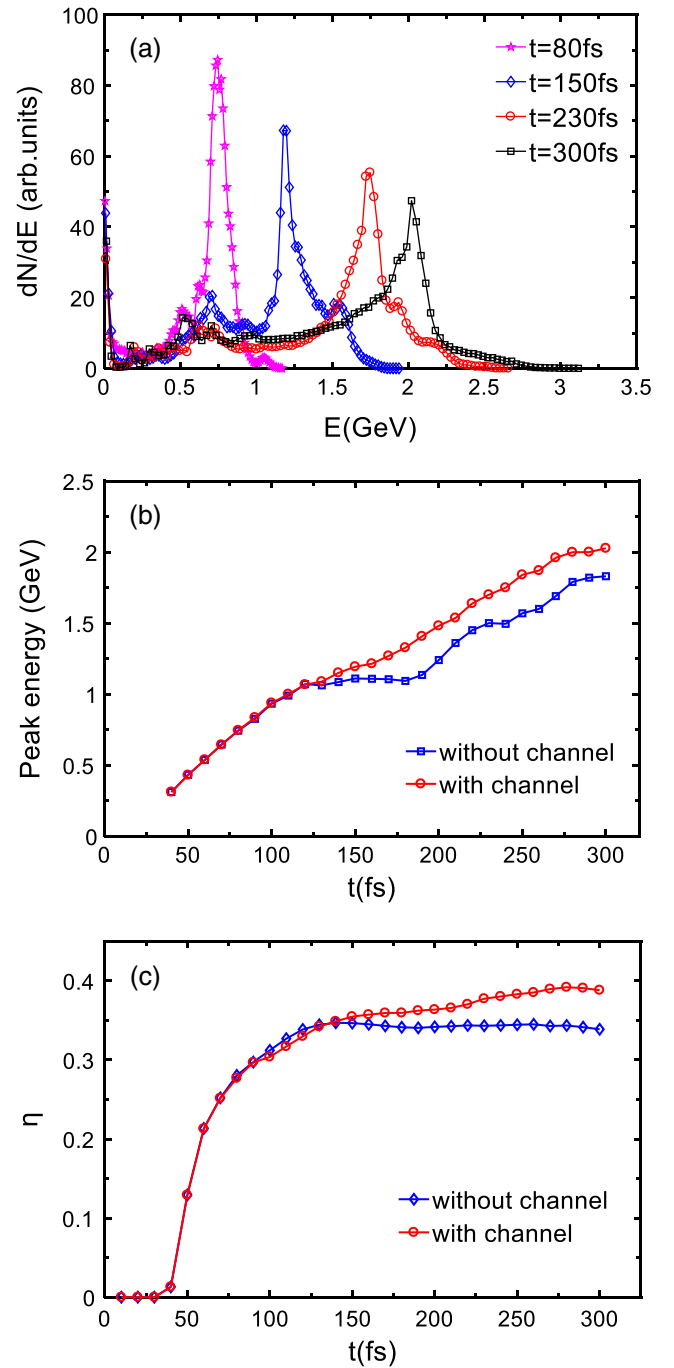 (a)
t=80fs
t=150fs
t=230fs
t=300fs
dN/dE (arb.units)
100
80
60
40
20
0
0 0.5 1 1.5 2 2.5 3 3.5
E(GeV)
(b)
Peak energy (GeV)
2.5
2
1.5
1
0.5
0
without channel
with channel
0 50 100 150 200 250 300
t(fs)
(c)
η
0.4
0.3
0.2
0.1
0
without channel
with channel
0 50 100 150 200 250 300
t(fs)